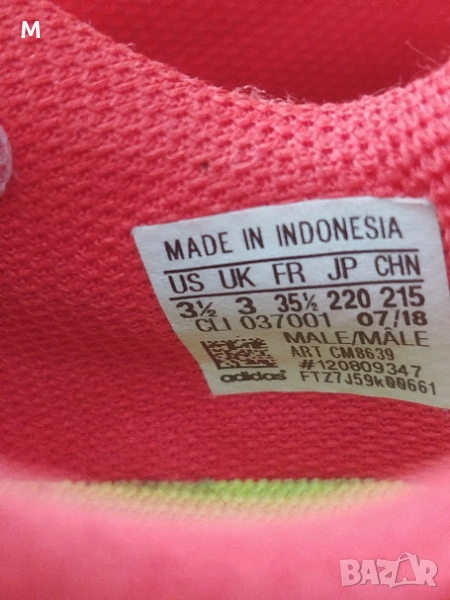 M
MADE IN INDONESIA
US UK FR JP CHN
3½ 3 35½ 220 215
CLI 037001 07/18
MALE/MÂLE
ART CM8639
#120809347
adidas FTZ7J59k00661
BAZAR